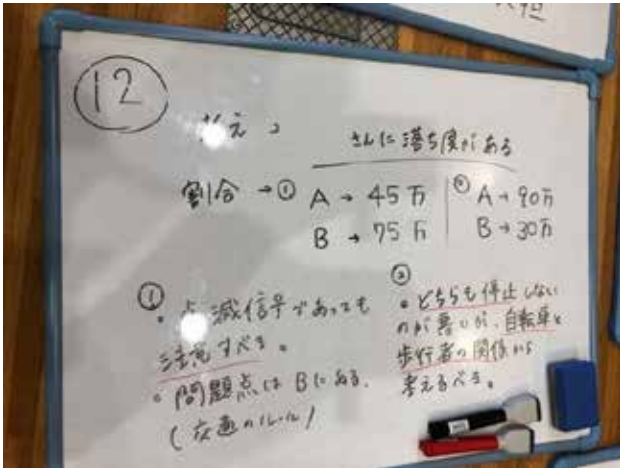 12
考え
さんに落ち度がある
割合 → ① A → 45万
B → 75万
② A → 90万
B → 30万
①
・点滅信号であっても
注意すべき。
・問題点はBにある。
(交通のルール)
②
・どちらも停止しない
のが悪いが、自転車と
歩行者の関係から
考えるべき。